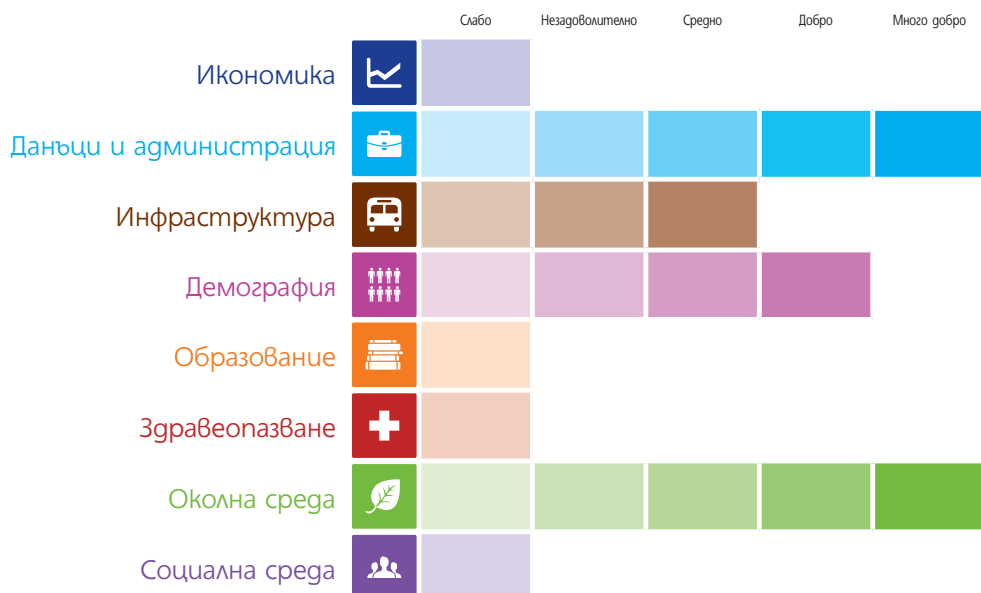 Слабо Незадоволително Средно Добро Много добро
Икономика
Данъци и администрация
Инфраструктура
Демография
Образование
Здравеопазване
Околна среда
Социална среда